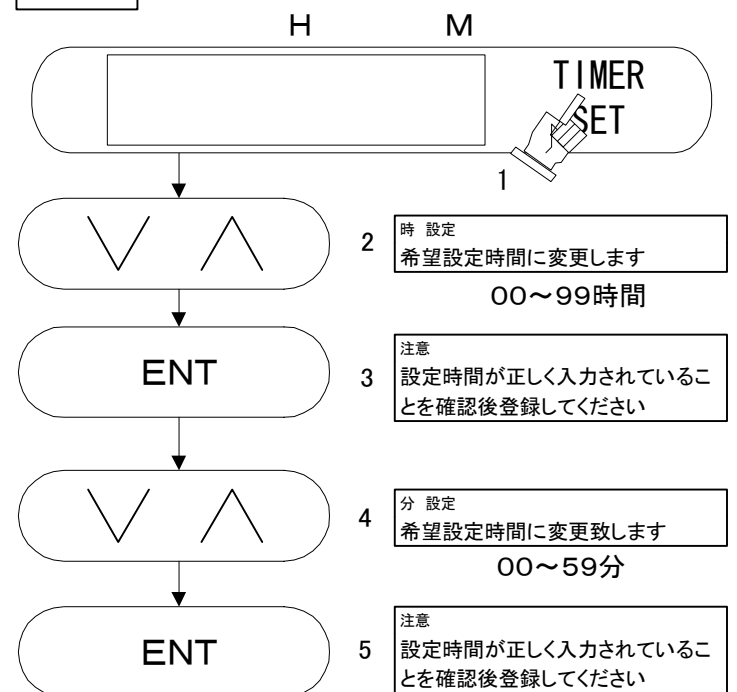 H M
TIMER
SET
1
2
時 設定
希望設定時間に変更します
00～99時間
ENT
3
注意
設定時間が正しく入力されているこ
とを確認後登録してください
4
分 設定
希望設定時間に変更致します
00～59分
ENT
5
注意
設定時間が正しく入力されているこ
とを確認後登録してください